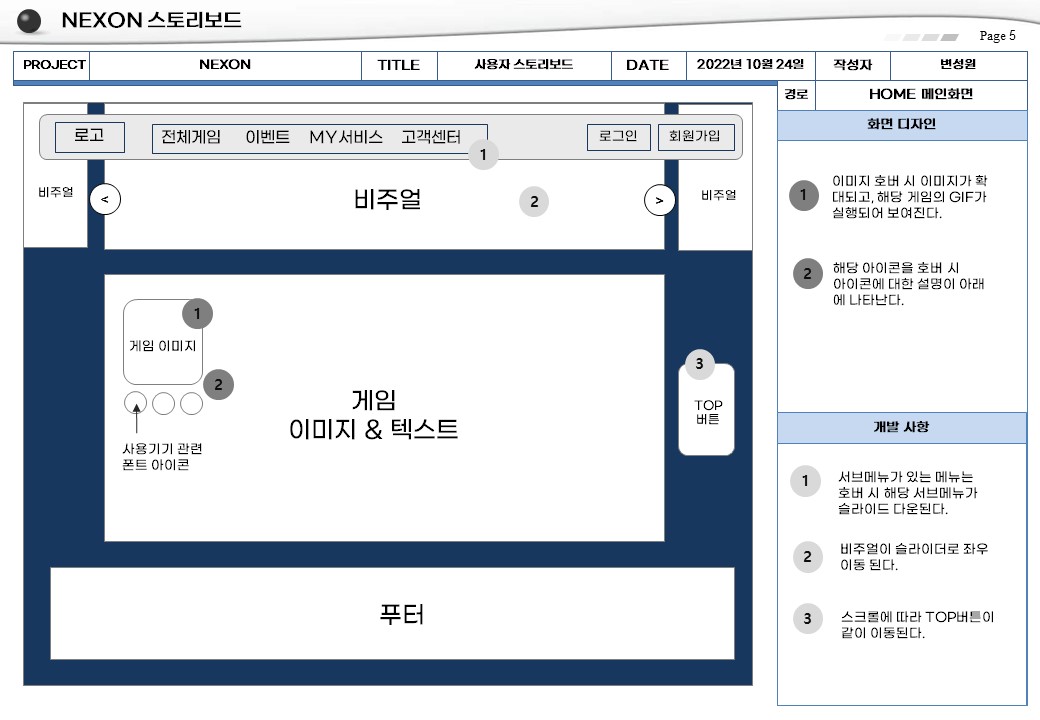 NEXON 스토리보드
Page 5
PROJECT
NEXON
TITLE
사용자 스토리보드
DATE
2022년 10월 24일
작성자
변성원
경로
HOME 메인화면
로고
전체게임
이벤트
MY서비스
고객센터
1
로그인
회원가입
비주얼
<
비주얼
2
>
비주얼
1
게임 이미지
2
사용기기 관련
폰트 아이콘
게임
이미지 & 텍스트
3
TOP
버튼
푸터
화면 디자인
1
이미지 호버 시 이미지가 확
대되고, 해당 게임의 GIF가
실행되어 보여진다.
2
해당 아이콘을 호버 시
아이콘에 대한 설명이 아래
에 나타난다.
개발 사항
1
서브메뉴가 있는 메뉴는
호버 시 해당 서브메뉴가
슬라이드 다운된다.
2
비주얼이 슬라이더로 좌우
이동 된다.
3
스크롤에 따라 TOP버튼이
같이 이동된다.